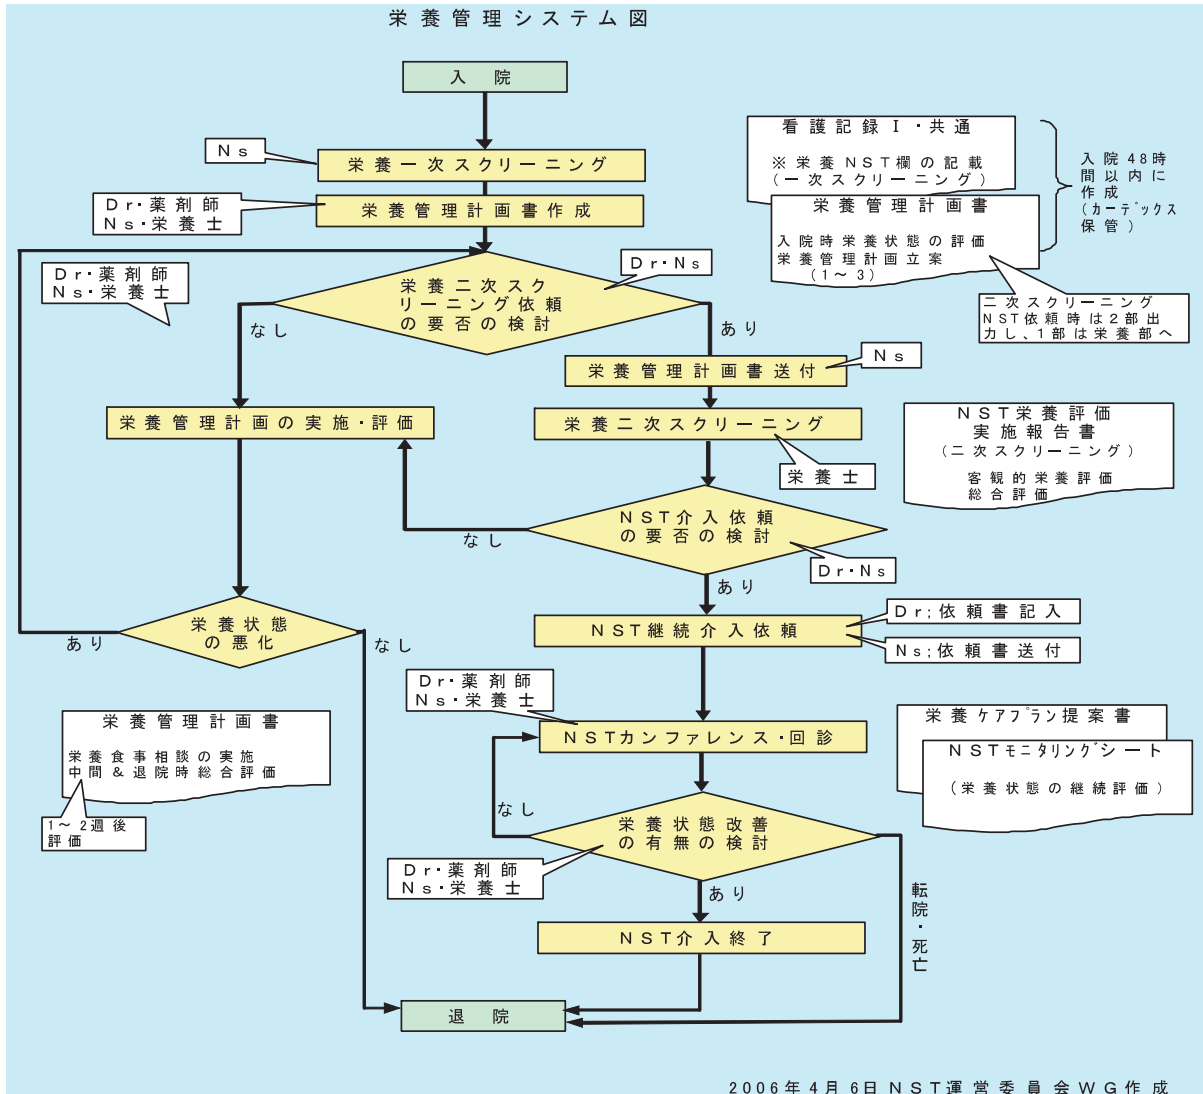 栄養管理システム図
入院
Ns
栄養一次スクリーニング
Dr・薬剤師
Ns・栄養士
栄養管理計画書作成
看護記録Ⅰ・共通
※栄養NST欄の記載
(一次スクリーニング)
栄養管理計画書
入院時栄養状態の評価
栄養管理計画立案
(1～3)
入院48時
間以内に
作成
(カーデックス
保管)
二次スクリーニング
NST依頼時は2部出
力し、1部は栄養部へ
Dr・薬剤師
Ns・栄養士
栄養二次スク
リーニング依頼
の要否の検討
Dr・Ns
なし
あり
栄養管理計画書送付
Ns
栄養管理計画の実施・評価
栄養二次スクリーニング
栄養士
NST栄養評価
実施報告書
(二次スクリーニング)
客観的栄養評価
総合評価
NST介入依頼
の要否の検討
なし
Dr・Ns
あり
栄養状態
の悪化
あり
なし
NST継続介入依頼
Dr;依頼書記入
Ns;依頼書送付
Dr・薬剤師
Ns・栄養士
NSTカンファレンス・回診
栄養管理計画書
栄養食事相談の実施
中間&退院時総合評価
1～2週後
評価
栄養ケアプラン提案書
NSTモニタリングシート
(栄養状態の継続評価)
なし
栄養状態改善
の有無の検討
Dr・薬剤師
Ns・栄養士
あり
転院・死亡
NST介入終了
退院
2006年4月6日NST運営委員会WG作成